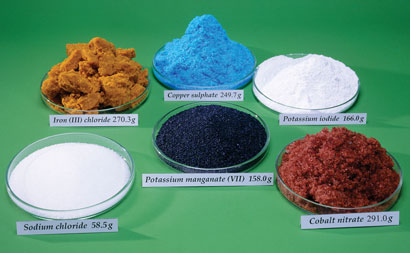 Iron (III) chloride 270.3g
Copper sulphate 249.7g
Potassium iodide 166.0g
Sodium chloride 58.5g
Potassium manganate (VII) 158.0g
Cobalt nitrate 291.0g